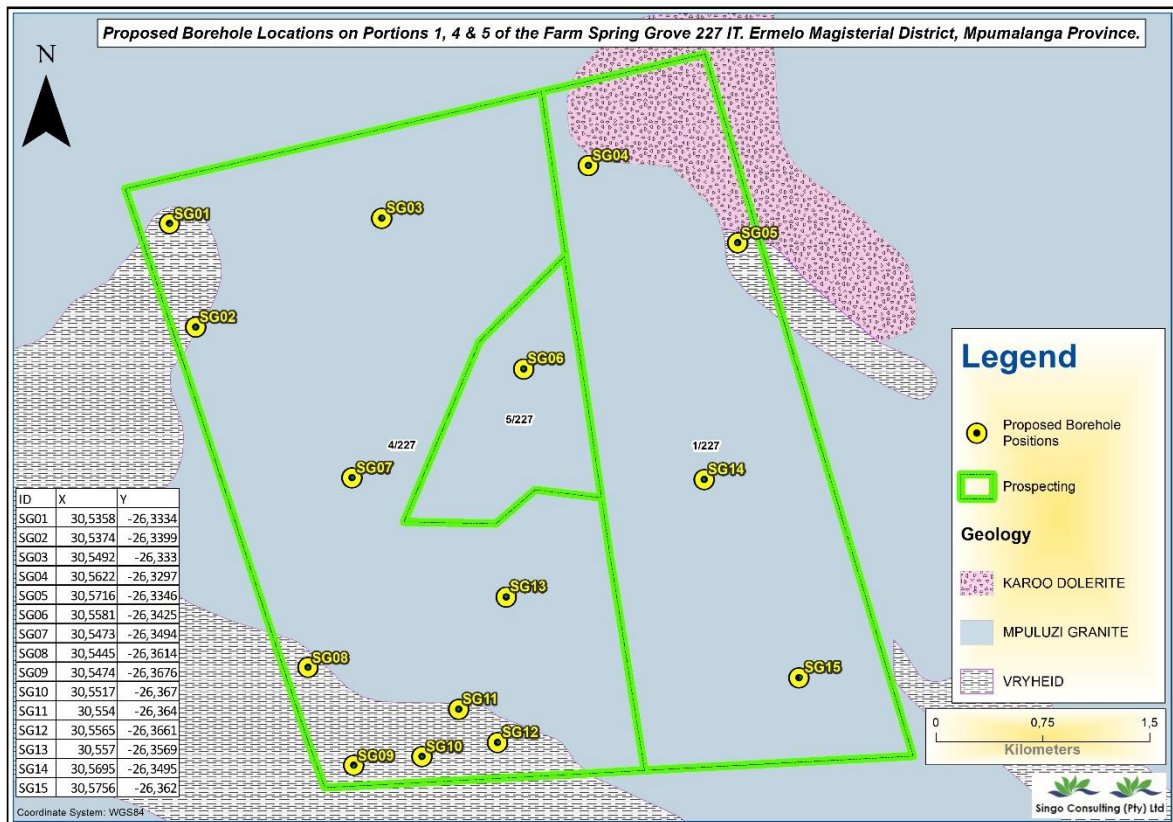 Proposed Borehole Locations on Portions 1, 4 & 5 of the Farm Spring Grove 227 IT. Ermelo Magisterial District, Mpumalanga Province.
N
SG04
SG01
SG03
SG05
SG02
SG06
5/227
4/227
1/227
SG07
SG14
SG13
SG08
SG15
SG11
SG12
SG10
SG09
ID X Y
SG01 30,5358 -26,3334
SG02 30,5374 -26,3399
SG03 30,5492 -26,333
SG04 30,5622 -26,3297
SG05 30,5716 -26,3346
SG06 30,5581 -26,3425
SG07 30,5473 -26,3494
SG08 30,5445 -26,3614
SG09 30,5474 -26,3676
SG10 30,5517 -26,367
SG11 30,554 -26,364
SG12 30,5565 -26,3661
SG13 30,557 -26,3569
SG14 30,5695 -26,3495
SG15 30,5756 -26,362
Coordinate System: WGS84
Legend
Proposed Borehole
Positions
Prospecting
Geology
KAROO DOLERITE
MPULUZI GRANITE
VRYHEID
0 0,75 1,5
Kilometers
Singo Consulting (Pty) Ltd